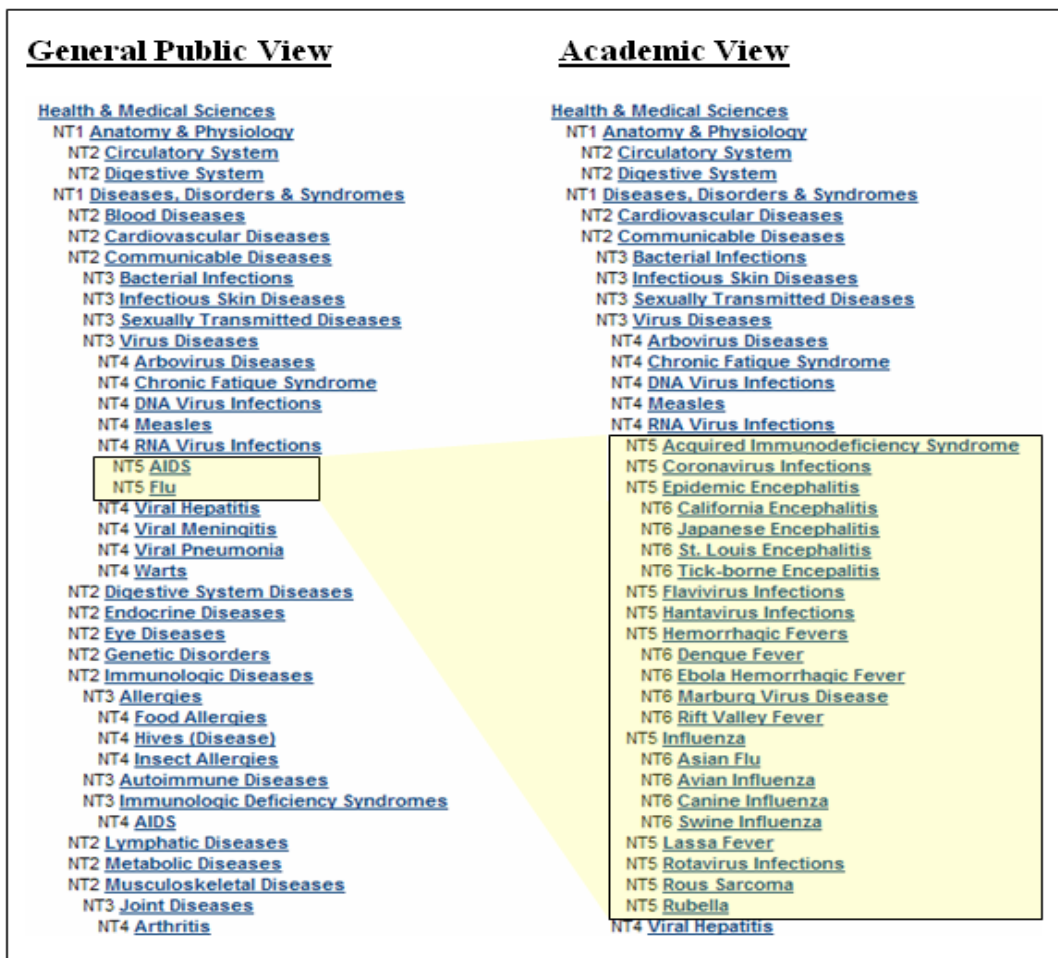 General Public View
Health & Medical Sciences
NT1 Anatomy & Physiology
NT2 Circulatory System
NT2 Digestive System
NT1 Diseases, Disorders & Syndromes
NT2 Blood Diseases
NT2 Cardiovascular Diseases
NT2 Communicable Diseases
NT3 Bacterial Infections
NT3 Infectious Skin Diseases
NT3 Sexually Transmitted Diseases
NT3 Virus Diseases
NT4 Arbovirus Diseases
NT4 Chronic Fatique Syndrome
NT4 DNA Virus Infections
NT4 Measles
NT4 RNA Virus Infections
NT5 AIDS
NT5 Flu
NT4 Viral Hepatitis
NT4 Viral Meningitis
NT4 Viral Pneumonia
NT4 Warts
NT2 Digestive System Diseases
NT2 Endocrine Diseases
NT2 Eye Diseases
NT2 Genetic Disorders
NT2 Immunologic Diseases
NT3 Allergies
NT4 Food Allergies
NT4 Hives (Disease)
NT4 Insect Allergies
NT3 Autoimmune Diseases
NT3 Immunologic Deficiency Syndromes
NT4 AIDS
NT2 Lymphatic Diseases
NT2 Metabolic Diseases
NT2 Musculoskeletal Diseases
NT3 Joint Diseases
NT4 Arthritis
Academic View
Health & Medical Sciences
NT1 Anatomy & Physiology
NT2 Circulatory System
NT2 Digestive System
NT1 Diseases, Disorders & Syndromes
NT2 Cardiovascular Diseases
NT2 Communicable Diseases
NT3 Bacterial Infections
NT3 Infectious Skin Diseases
NT3 Sexually Transmitted Diseases
NT3 Virus Diseases
NT4 Arbovirus Diseases
NT4 Chronic Fatique Syndrome
NT4 DNA Virus Infections
NT4 Measles
NT4 RNA Virus Infections
NT5 Acquired Immunodeficiency Syndrome
NT5 Coronavirus Infections
NT5 Epidemic Encephalitis
NT6 California Encephalitis
NT6 Japanese Encephalitis
NT6 St. Louis Encephalitis
NT6 Tick-borne Encepalitis
NT5 Flavivirus Infections
NT5 Hantavirus Infections
NT5 Hemorrhagic Fevers
NT6 Dengue Fever
NT6 Ebola Hemorrhagic Fever
NT6 Marburg Virus Disease
NT6 Rift Valley Fever
NT5 Influenza
NT6 Asian Flu
NT6 Avian Influenza
NT6 Canine Influenza
NT6 Swine Influenza
NT5 Lassa Fever
NT5 Rotavirus Infections
NT5 Rous Sarcoma
NT5 Rubella
NT4 Viral Hepatitis